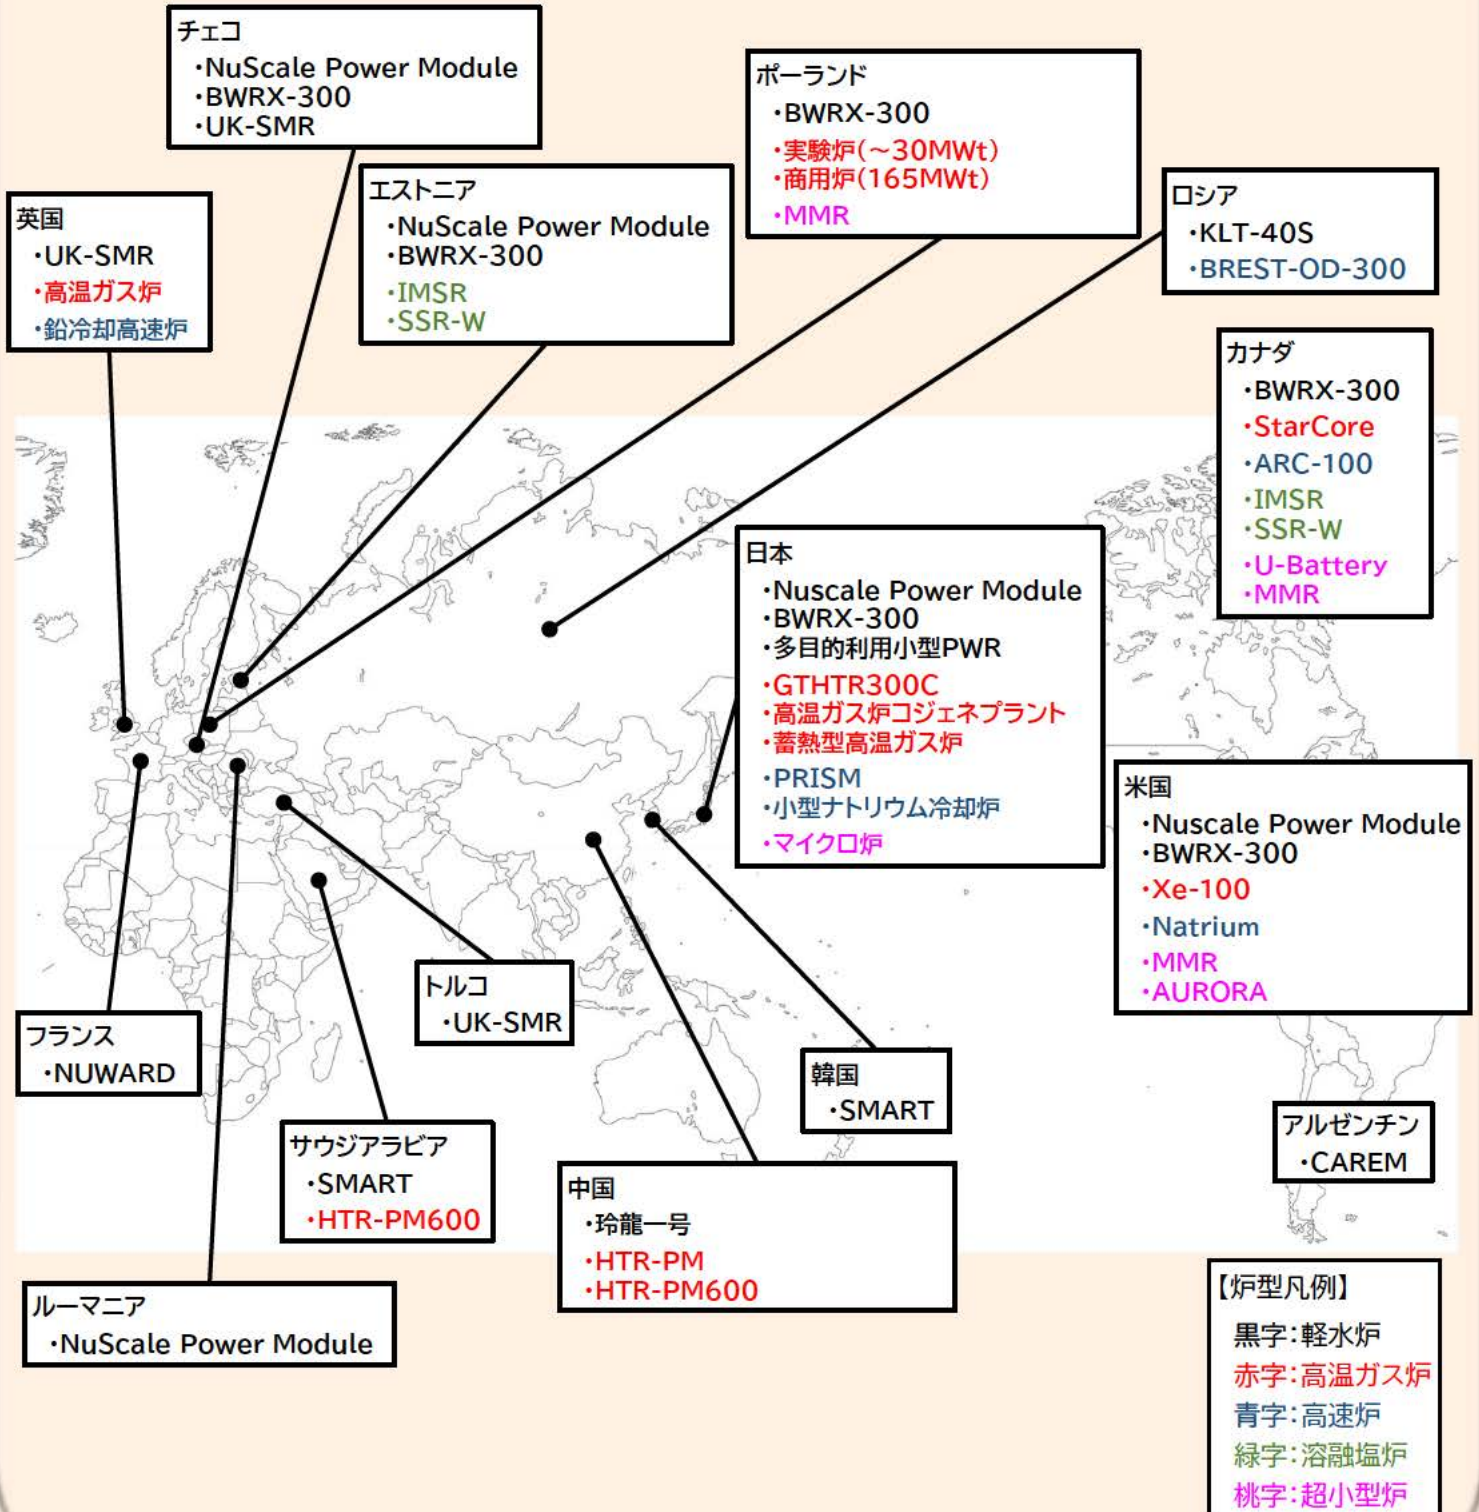 チェコ
・NuScale Power Module
・BWRX-300
・UK-SMR
ポーランド
・BWRX-300
・実験炉(～30MWt)
・商用炉(165MWt)
・MMR
エストニア
・NuScale Power Module
・BWRX-300
・IMSR
・SSR-W
ロシア
・KLT-40S
・BREST-OD-300
英国
・UK-SMR
・高温ガス炉
・鉛冷却高速炉
カナダ
・BWRX-300
・StarCore
・ARC-100
・IMSR
・SSR-W
・U-Battery
・MMR
日本
・Nuscale Power Module
・BWRX-300
・多目的利用小型PWR
・GTHTR300C
・高温ガス炉コジェネプラント
・蓄熱型高温ガス炉
・PRISM
・小型ナトリウム冷却炉
・マイクロ炉
米国
・Nuscale Power Module
・BWRX-300
・Xe-100
・Natrium
・MMR
・AURORA
トルコ
・UK-SMR
フランス
・NUWARD
韓国
・SMART
アルゼンチン
・CAREM
サウジアラビア
・SMART
・HTR-PM600
中国
・玲龍一号
・HTR-PM
・HTR-PM600
ルーマニア
・NuScale Power Module
【炉型凡例】
黒字：軽水炉
赤字：高温ガス炉
青字：高速炉
緑字：溶融塩炉
桃字：超小型炉